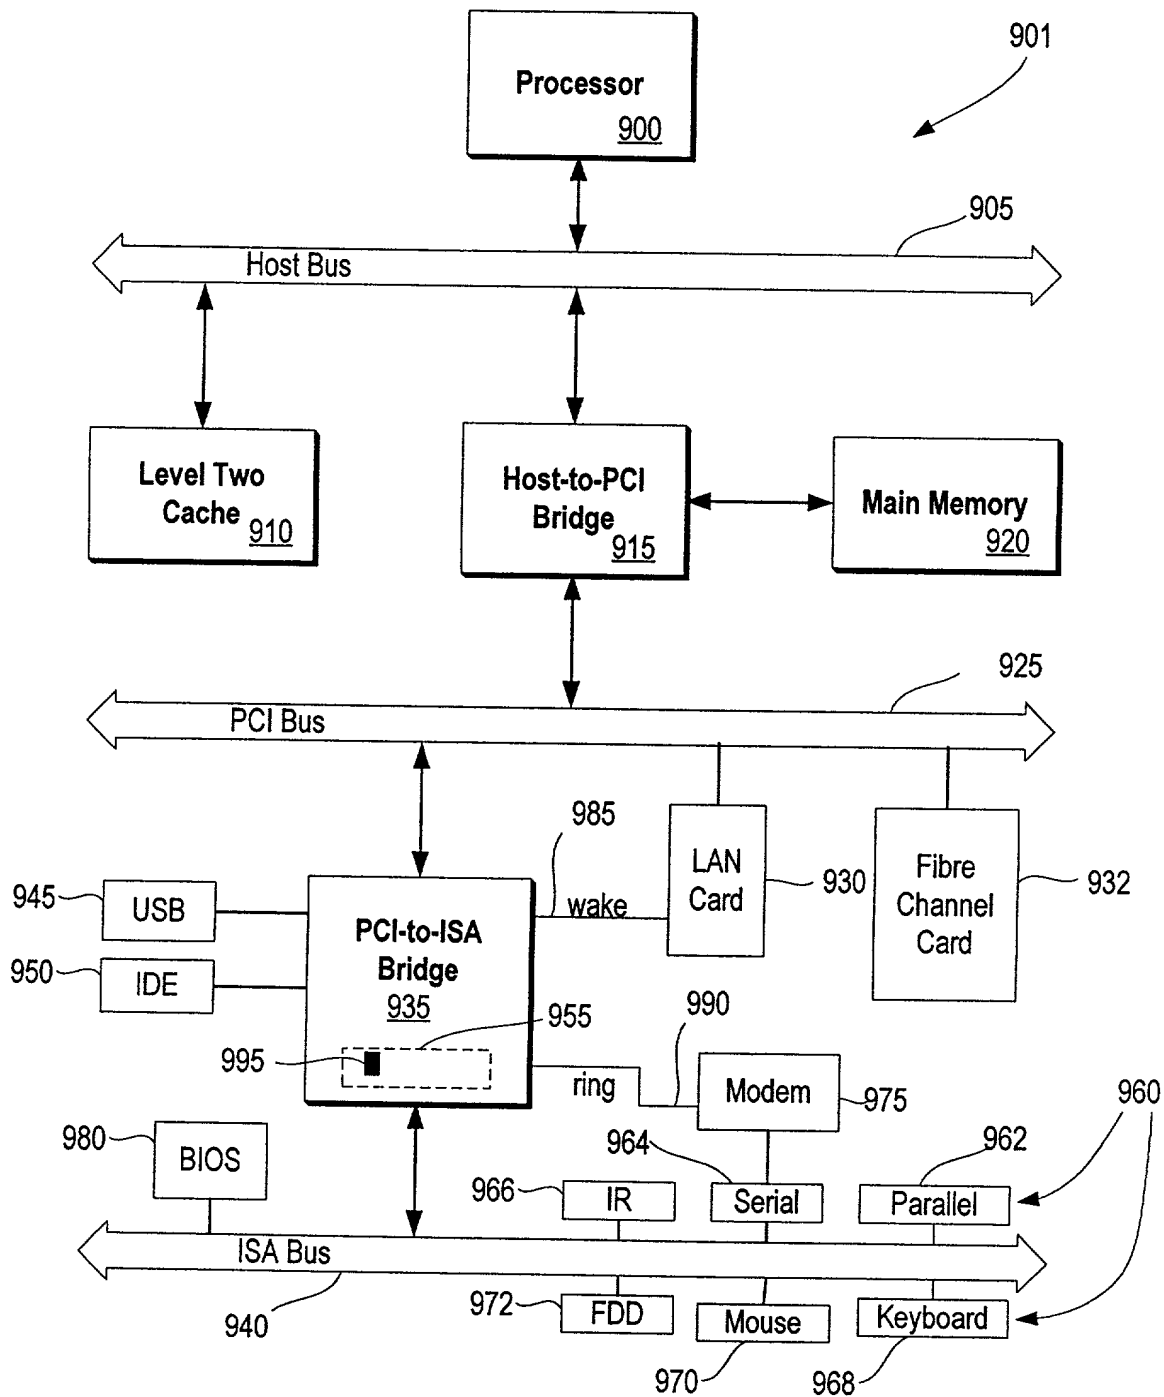 901
Processor
900
905
Host Bus
Level Two
Cache
910
Host-to-PCI
Bridge
915
Main Memory
920
925
PCI Bus
985
945
USB
PCI-to-ISA
Bridge
935
wake
LAN
Card
930
Fibre
Channel
Card
932
950
IDE
955
990
995
ring
Modem
975
960
980
BIOS
964
962
966
IR
Serial
Parallel
ISA Bus
940
972
FDD
Mouse
Keyboard
970
968